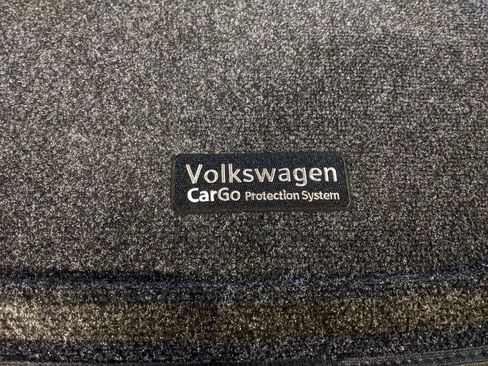 Volkswagen
CarGo Protection System